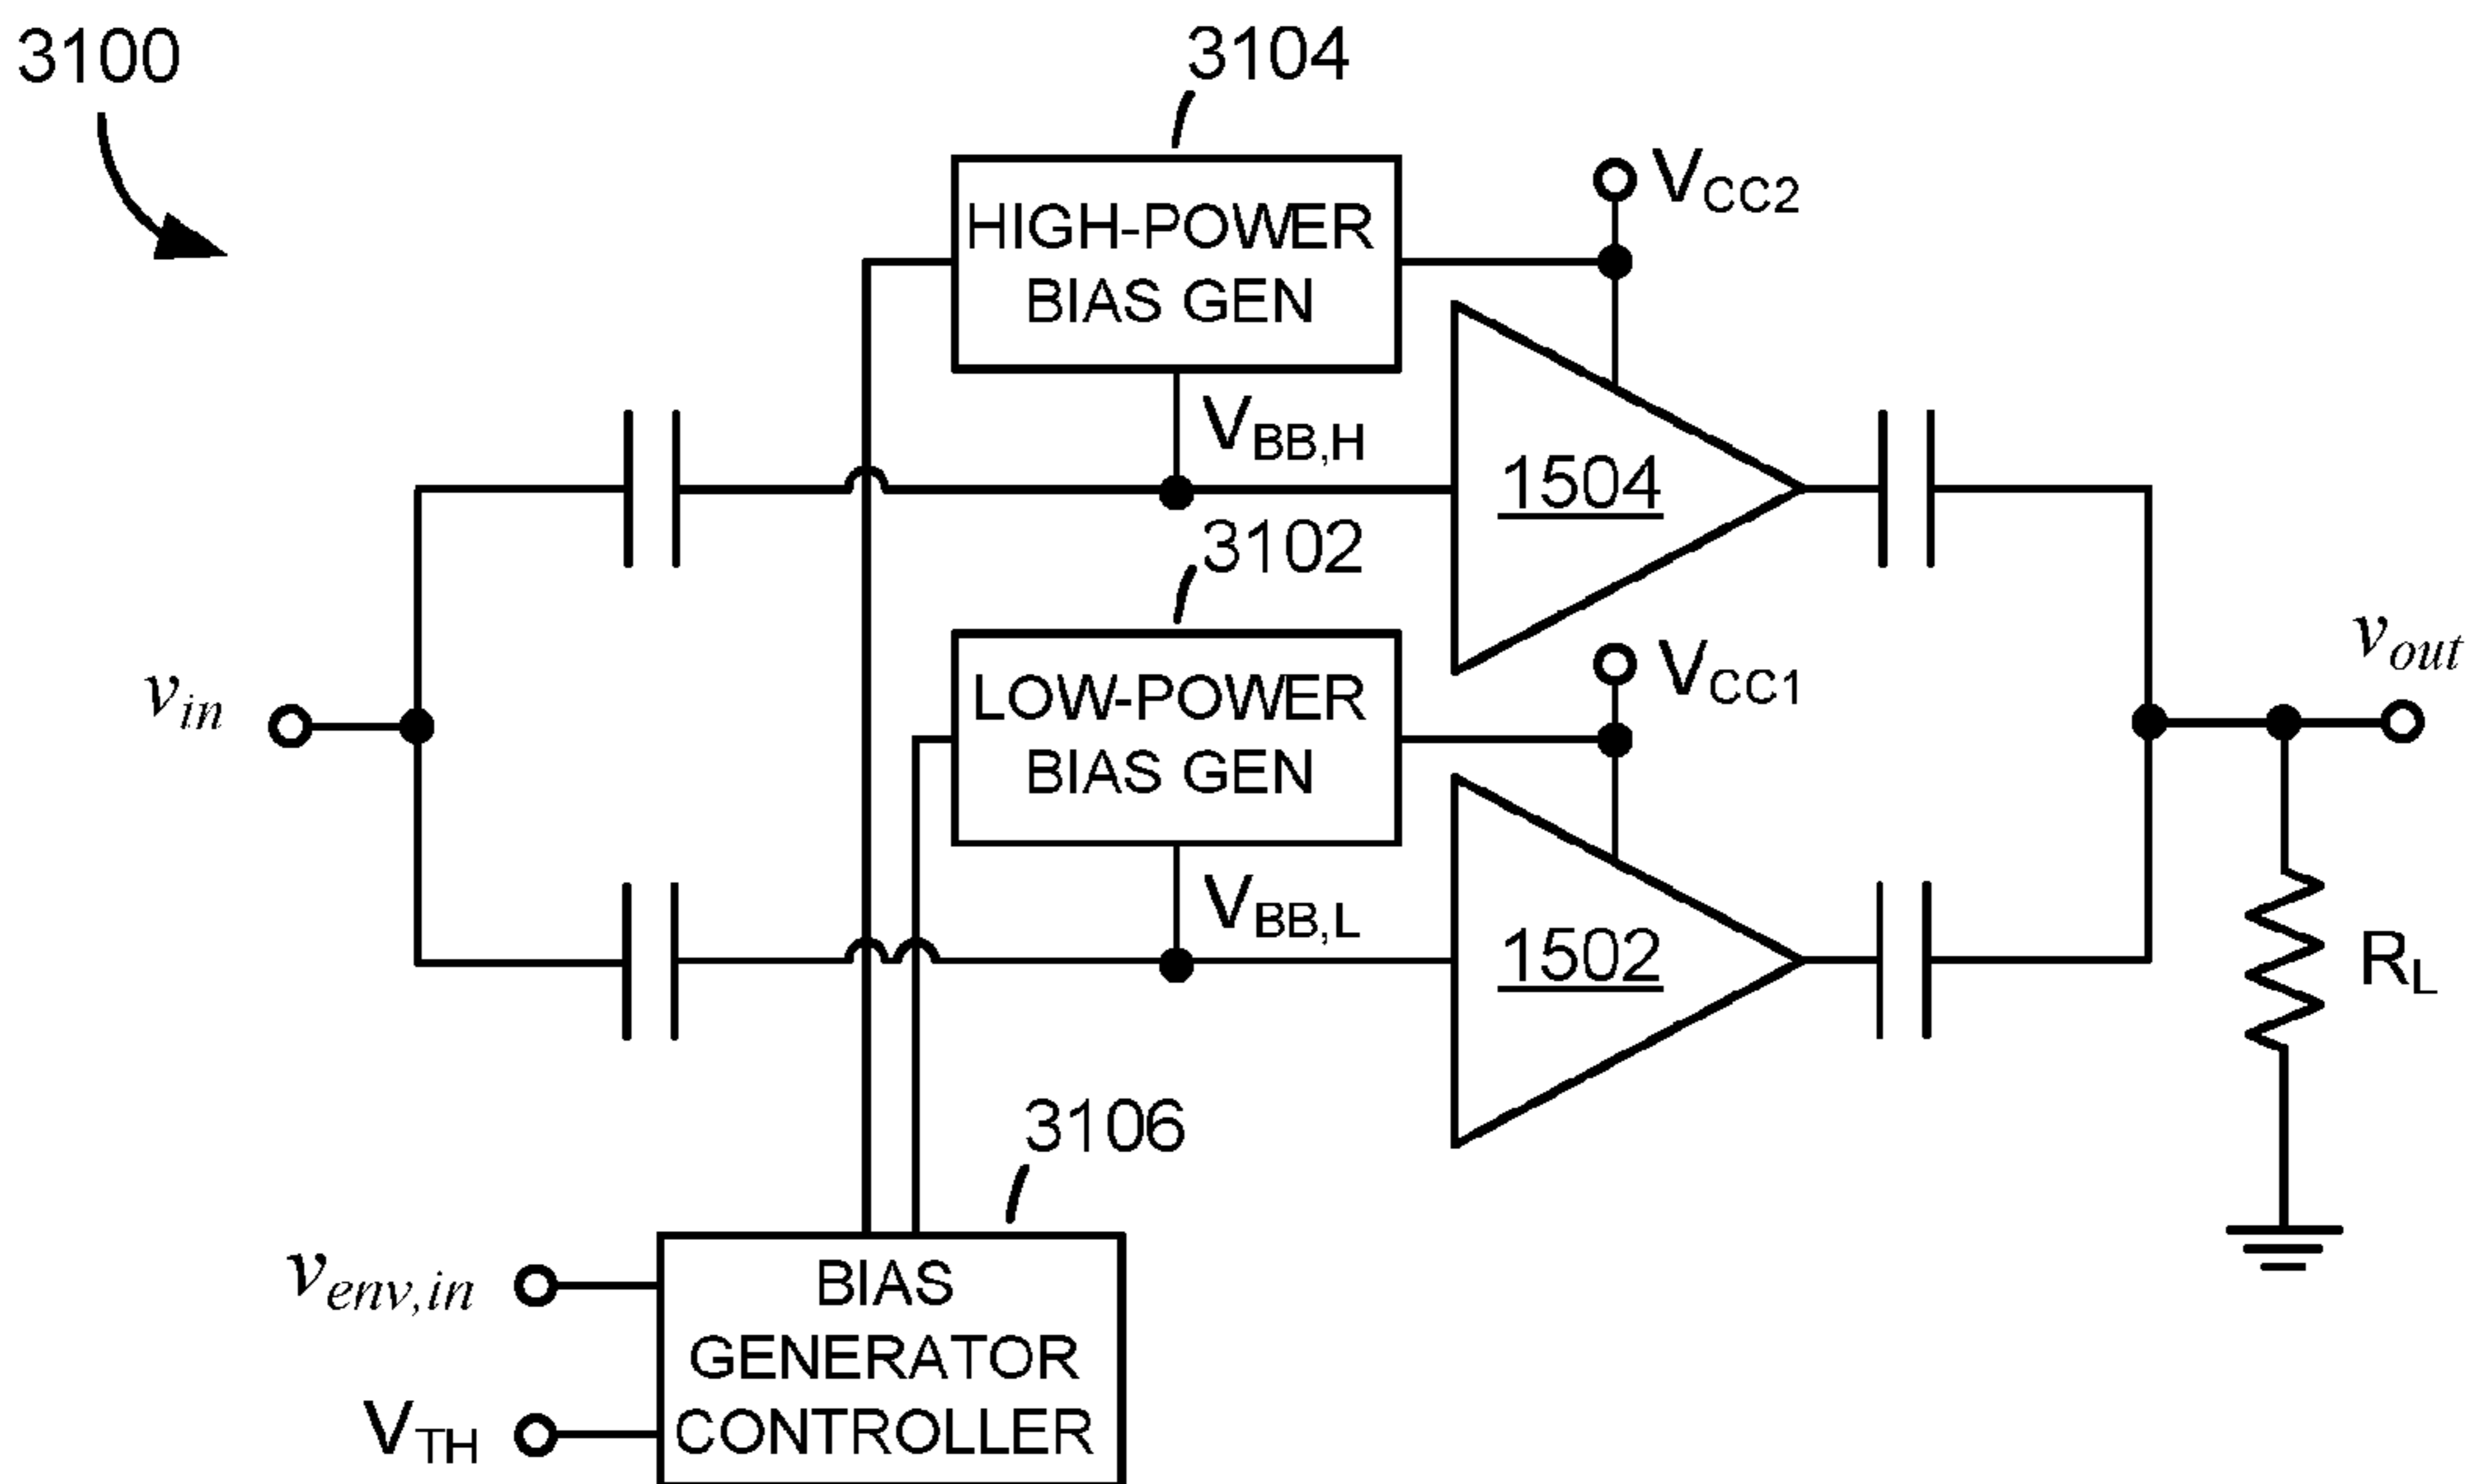 3100
3104
HIGH-POWER
BIAS GEN
VCC2
VBB,H
1504
3102
LOW-POWER
BIAS GEN
VCC1
vin
vout
VBB,L
1502
RL
3106
venv,in
BIAS
GENERATOR
CONTROLLER
VTH